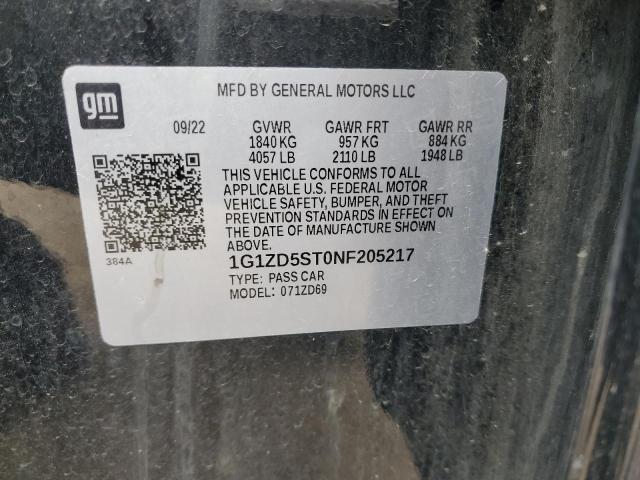 gm
MFD BY GENERAL MOTORS LLC
09/22 GVWR GAWR FRT GAWR RR
1840 KG 957 KG 884 KG
4057 LB 2110 LB 1948 LB
THIS VEHICLE CONFORMS TO ALL
APPLICABLE U.S. FEDERAL MOTOR
VEHICLE SAFETY, BUMPER, AND THEFT
PREVENTION STANDARDS IN EFFECT ON
THE DATE OF MANUFACTURE SHOWN
ABOVE.
384A
1G1ZD5ST0NF205217
TYPE: PASS CAR
MODEL: 071ZD69